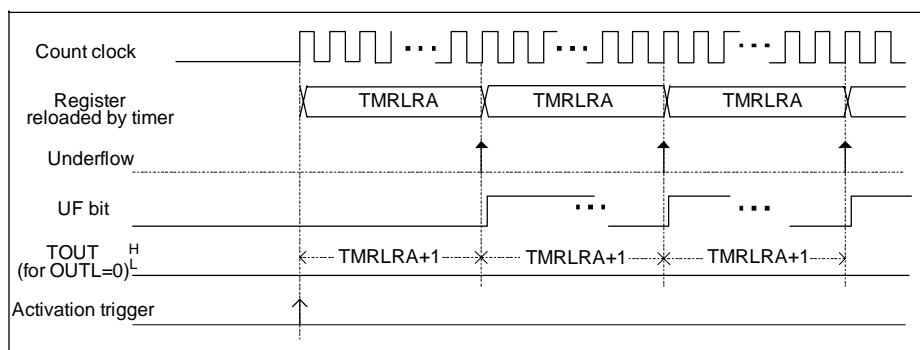 Count clock
Register
reloaded by timer
TMRLRA TMRLRA TMRLRA
Underflow
UF bit
TOUT H
(for OUTL=0) L
TMRLRA+1 TMRLRA+1 TMRLRA+1
Activation trigger